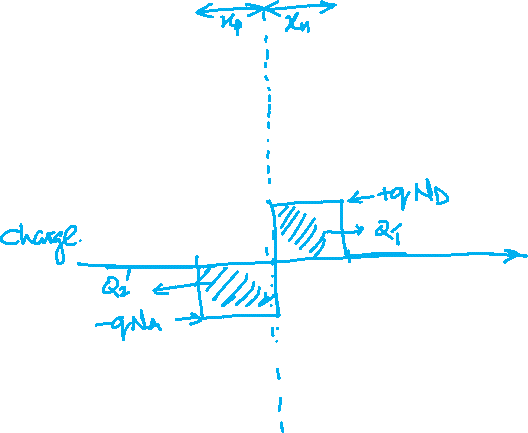 xp xn
+qND
Charge.
Q1'
Q2'
-qNA